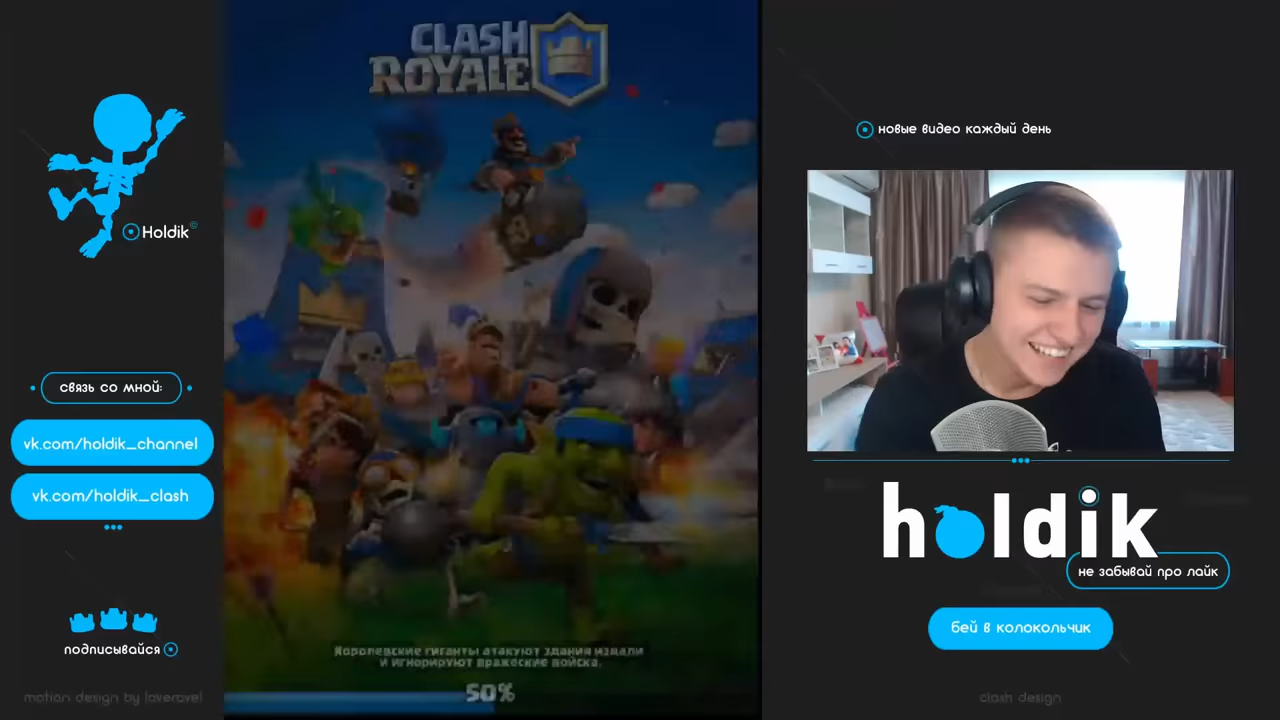 Holdik
связь со мной:
vk.com/holdik_channel
vk.com/holdik_clash
подписывайся
motion design by laveravel
CLASH
ROYALE
Королевские гиганты атакуют здания издали
и игнорируют вражеские войска.
50%
новые видео каждый день
holdik
не забывай про лайк
бей в колокольчик
clash design